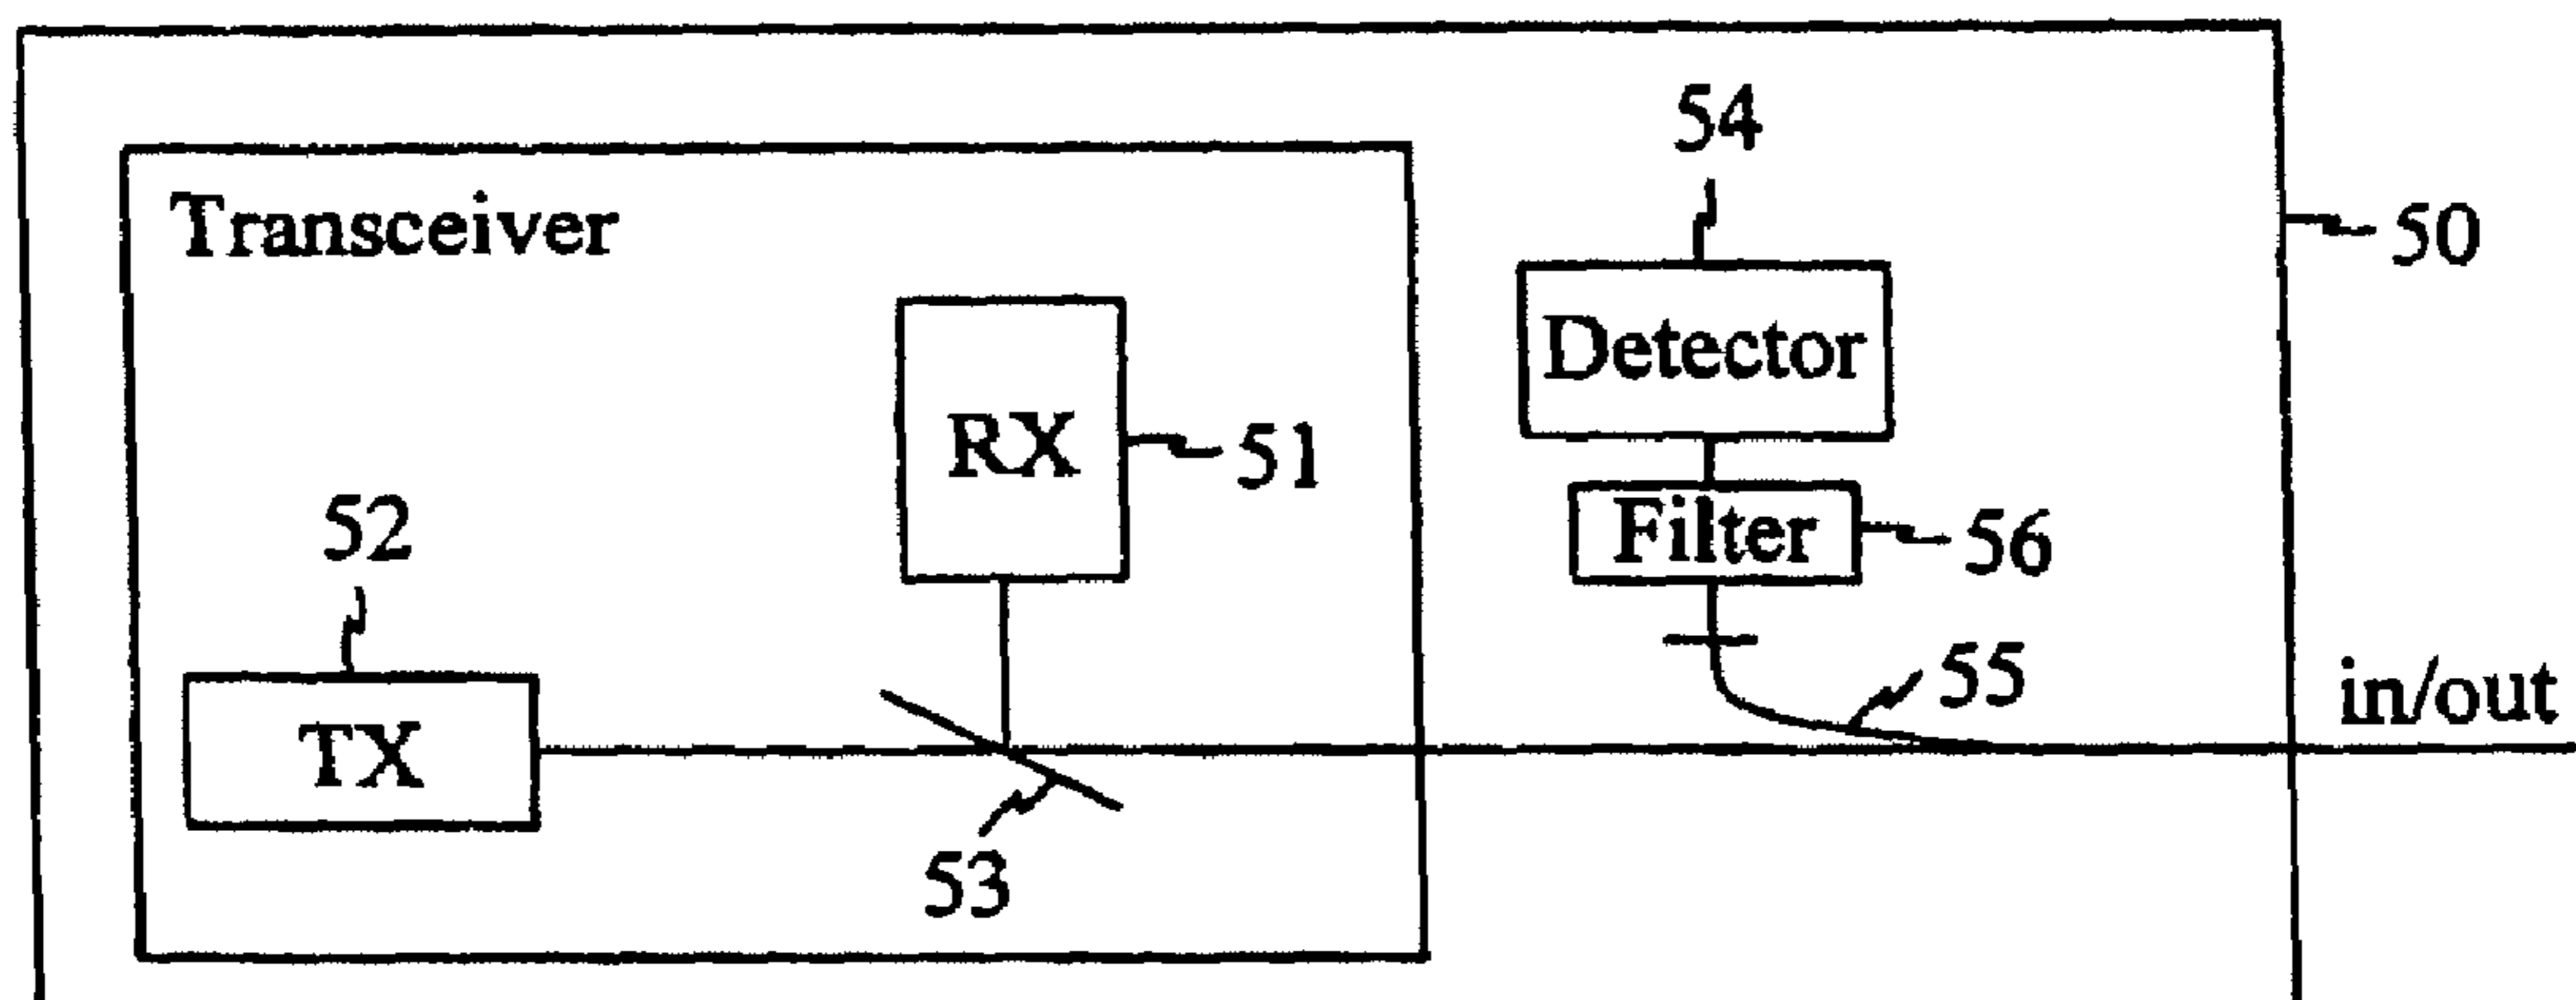 54
Transceiver
50
Detector
RX
51
52
Filter
56
55
in/out
TX
53